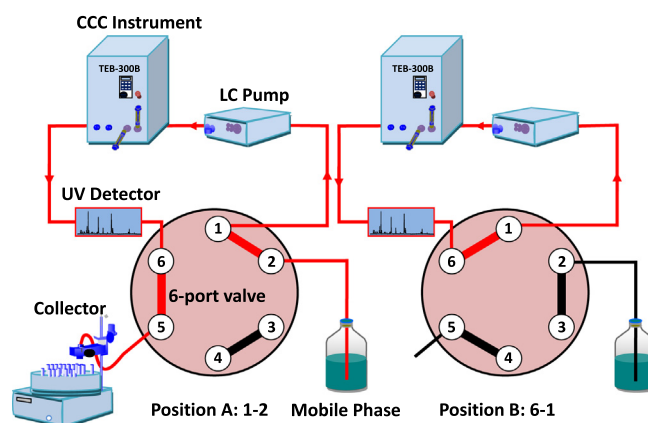 CCC Instrument
TEB-300B
LC Pump
UV Detector
1
2
3
4
5
6
6-port valve
Collector
Position A: 1-2
Mobile Phase
TEB-300B
1
2
3
4
5
6
Position B: 6-1